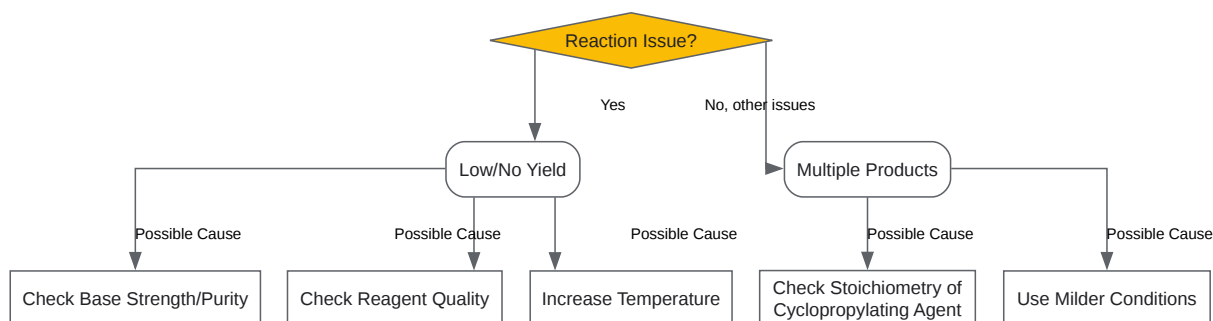 Reaction Issue?
Yes
No, other issues
Low/No Yield
Multiple Products
Possible Cause
Possible Cause
Possible Cause
Possible Cause
Possible Cause
Check Base Strength/Purity
Check Reagent Quality
Increase Temperature
Check Stoichiometry of
Cyclopropylating Agent
Use Milder Conditions